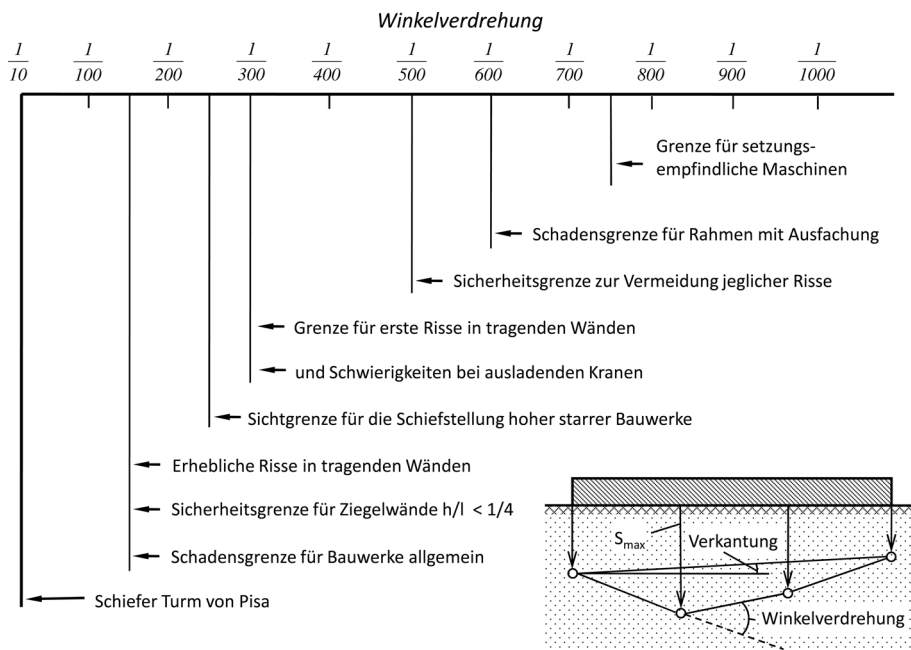 Winkelverdrehung
1/10 1/100 1/200 1/300 1/400 1/500 1/600 1/700 1/800 1/900 1/1000
Grenze für setzungs-
empfindliche Maschinen
Schadensgrenze für Rahmen mit Ausfachung
Sicherheitsgrenze zur Vermeidung jeglicher Risse
Grenze für erste Risse in tragenden Wänden
und Schwierigkeiten bei ausladenden Kranen
Sichtgrenze für die Schiefstellung hoher starrer Bauwerke
Erhebliche Risse in tragenden Wänden
Sicherheitsgrenze für Ziegelwände h/l < 1/4
Schadensgrenze für Bauwerke allgemein
Schiefer Turm von Pisa
Smax
Verkantung
Winkelverdrehung